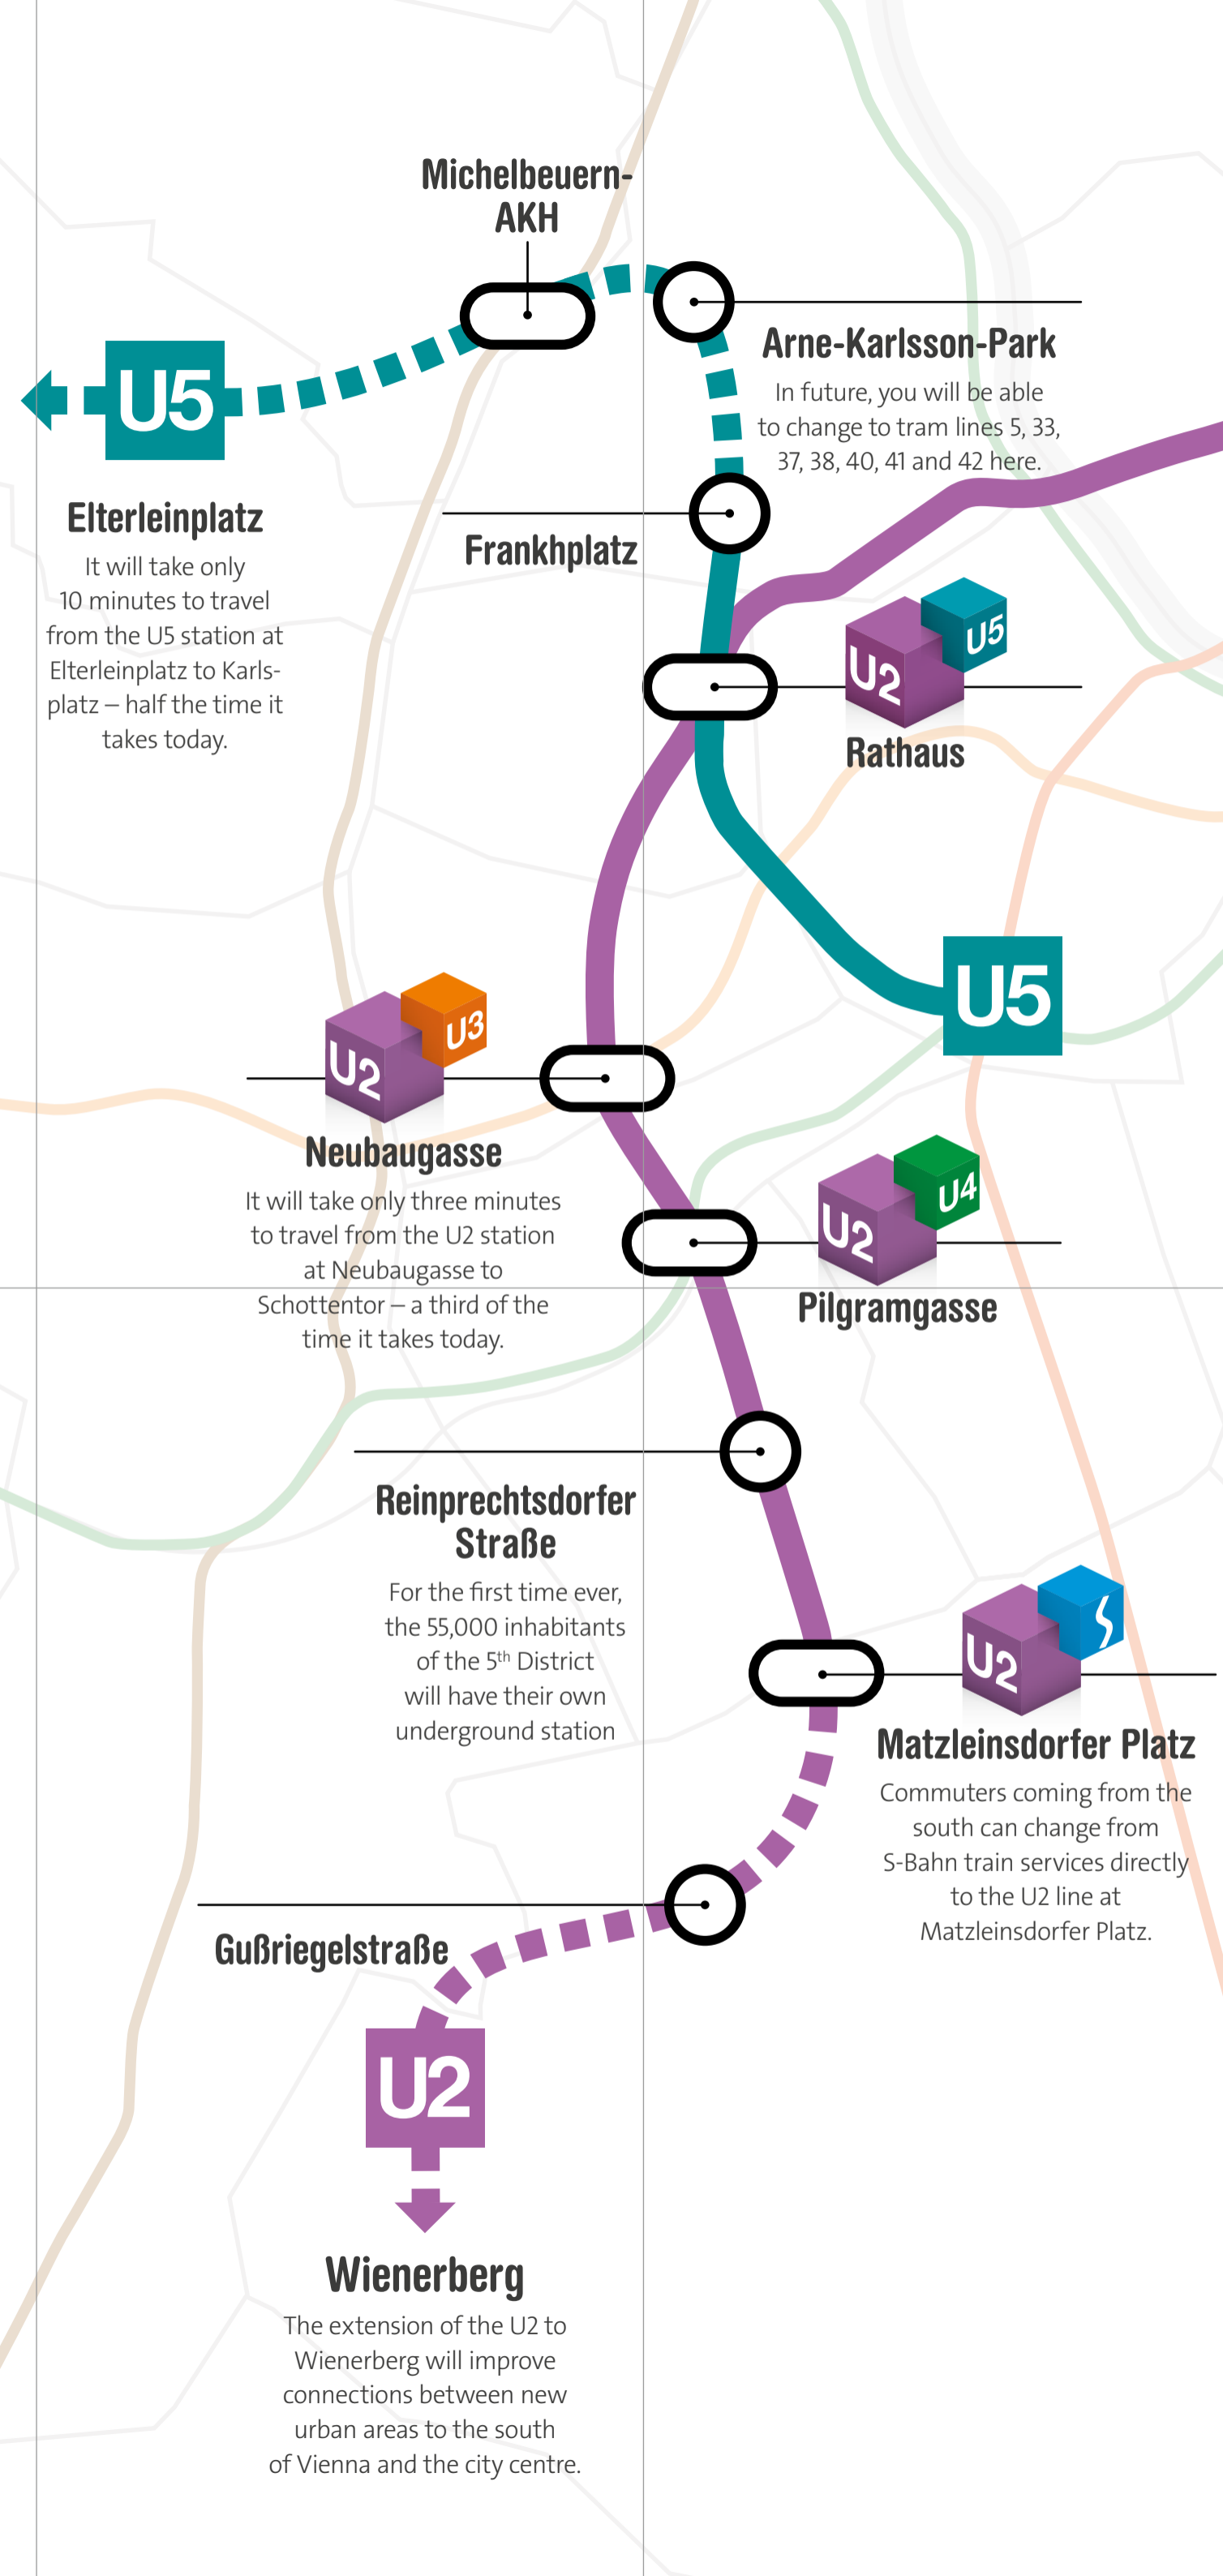 Michelbeuern-
AKH
U5
Arne-Karlsson-Park
In future, you will be able
to change to tram lines 5, 33,
37, 38, 40, 41 and 42 here.
Elterleinplatz
It will take only
10 minutes to travel
from the U5 station at
Elterleinplatz to Karls-
platz – half the time it
takes today.
Frankhplatz
U2 U5
Rathaus
U5
U2 U3
Neubaugasse
It will take only three minutes
to travel from the U2 station
at Neubaugasse to
Schottentor – a third of the
time it takes today.
U2 U4
Pilgramgasse
Reinprechtsdorfer
Straße
For the first time ever,
the 55,000 inhabitants
of the 5th District
will have their own
underground station
U2
Matzleinsdorfer Platz
Commuters coming from the
south can change from
S-Bahn train services directly
to the U2 line at
Matzleinsdorfer Platz.
Gußriegelstraße
U2
Wienerberg
The extension of the U2 to
Wienerberg will improve
connections between new
urban areas to the south
of Vienna and the city centre.